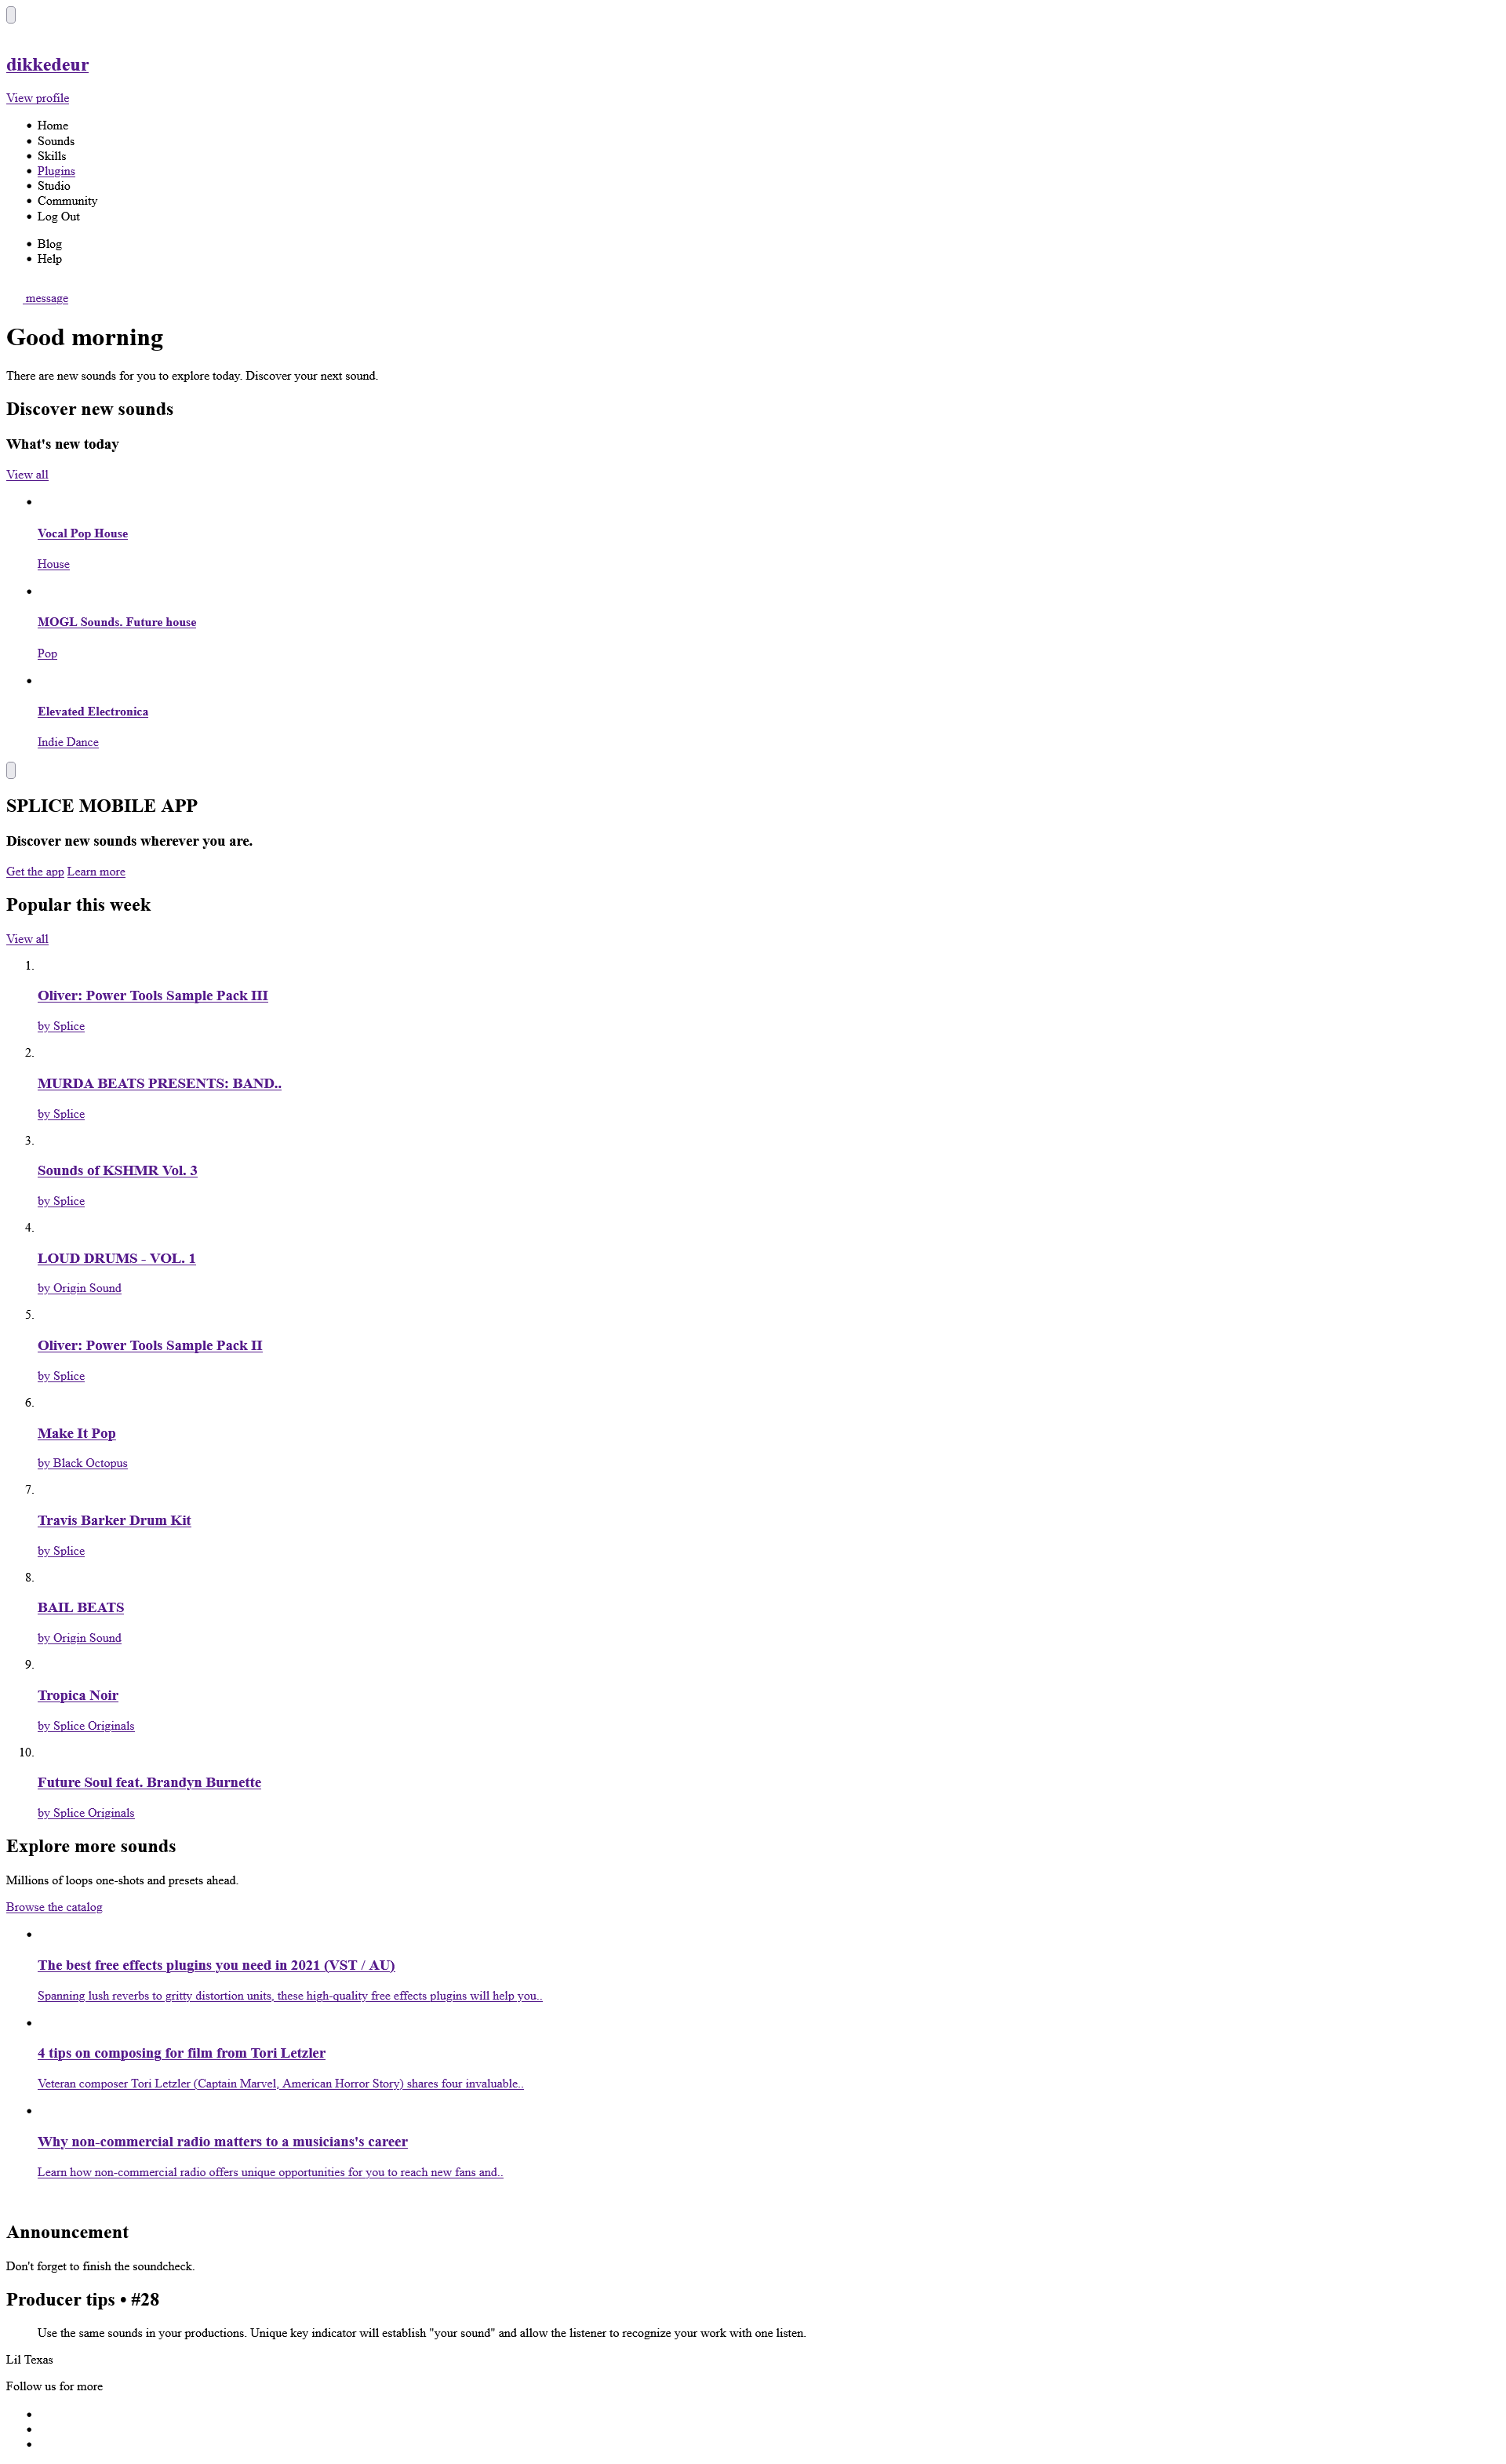 dikkedeur
View profile
• Home
• Sounds
• Skills
• Plugins
• Studio
• Community
• Log Out
• Blog
• Help
message
Good morning
There are new sounds for you to explore today. Discover your next sound.
Discover new sounds
What's new today
View all
Vocal Pop House
House
MOGL Sounds. Future house
Pop
Elevated Electronica
Indie Dance
SPLICE MOBILE APP
Discover new sounds wherever you are.
Get the app Learn more
Popular this week
View all
1.
Oliver: Power Tools Sample Pack III
by Splice
2.
MURDA BEATS PRESENTS: BAND..
by Splice
3.
Sounds of KSHMR Vol. 3
by Splice
4.
LOUD DRUMS - VOL. 1
by Origin Sound
5.
Oliver: Power Tools Sample Pack II
by Splice
6.
Make It Pop
by Black Octopus
7.
Travis Barker Drum Kit
by Splice
8.
BAIL BEATS
by Origin Sound
9.
Tropica Noir
by Splice Originals
10.
Future Soul feat. Brandyn Burnette
by Splice Originals
Explore more sounds
Millions of loops one-shots and presets ahead.
Browse the catalog
The best free effects plugins you need in 2021 (VST / AU)
Spanning lush reverbs to gritty distortion units, these high-quality free effects plugins will help you..
4 tips on composing for film from Tori Letzler
Veteran composer Tori Letzler (Captain Marvel, American Horror Story) shares four invaluable..
Why non-commercial radio matters to a musicians's career
Learn how non-commercial radio offers unique opportunities for you to reach new fans and..
Announcement
Don't forget to finish the soundcheck.
Producer tips • #28
Use the same sounds in your productions. Unique key indicator will establish "your sound" and allow the listener to recognize your work with one listen.
Lil Texas
Follow us for more